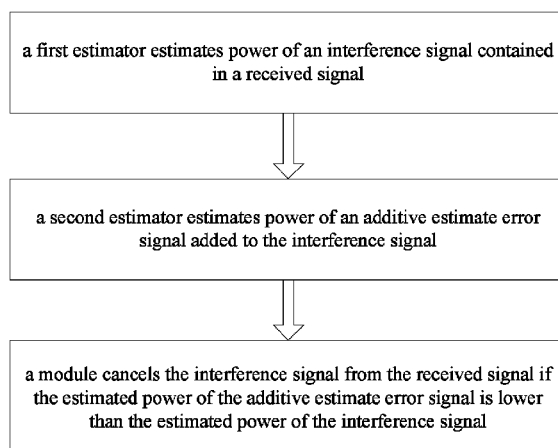 a first estimator estimates power of an interference signal contained
in a received signal
a second estimator estimates power of an additive estimate error
signal added to the interference signal
a module cancels the interference signal from the received signal if
the estimated power of the additive estimate error signal is lower
than the estimated power of the interference signal